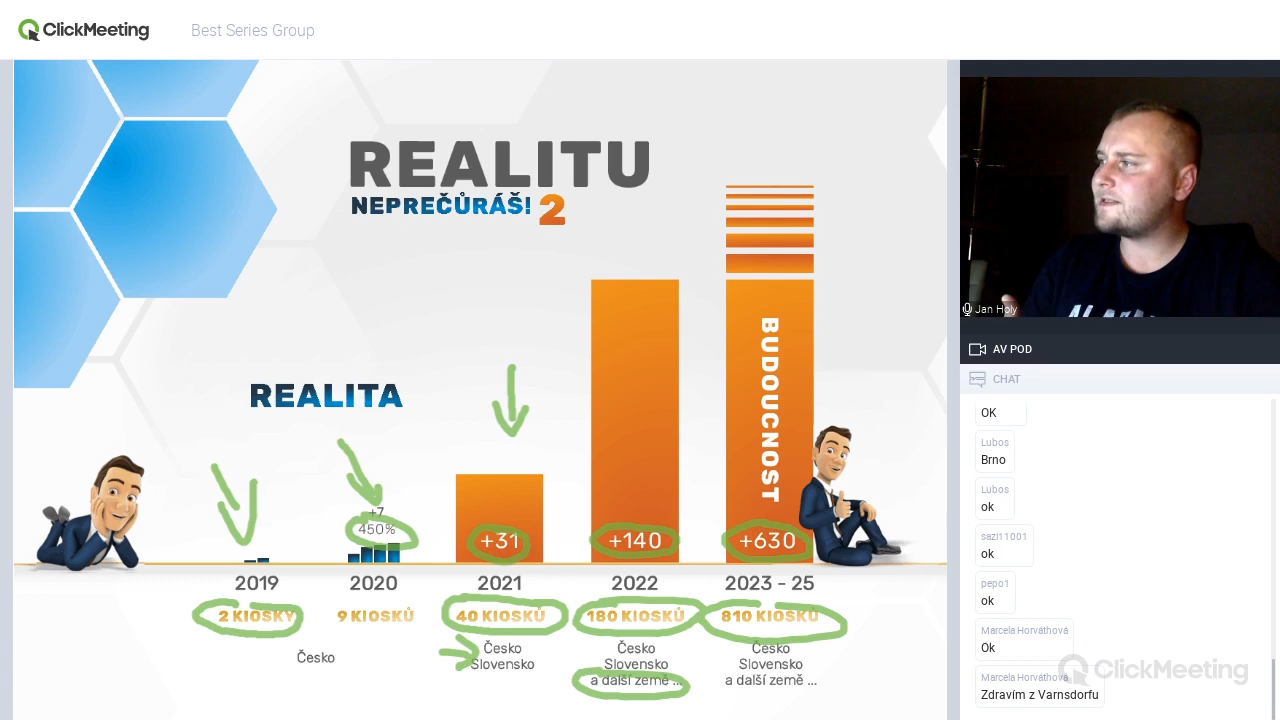 ClickMeeting
Best Series Group
REALITU
NEPREČŮRÁŠ! 2
REALITA
BUDOUCNOST
+7
450%
+31
+140
+630
2019
2020
2021
2022
2023 - 25
2 KIOSKY
9 KIOSKŮ
40 KIOSKŮ
180 KIOSKŮ
810 KIOSKŮ
Česko
Česko
Slovensko
Česko
Slovensko
a další země ...
Česko
Slovensko
a další země ...
Jan Holy
AV POD
CHAT
OK
Lubos
Brno
Lubos
ok
sazi11001
ok
pepo1
ok
Marcela Horváthová
Ok
Marcela Horváthová
Zdravím z Varnsdorfu
ClickMeeting